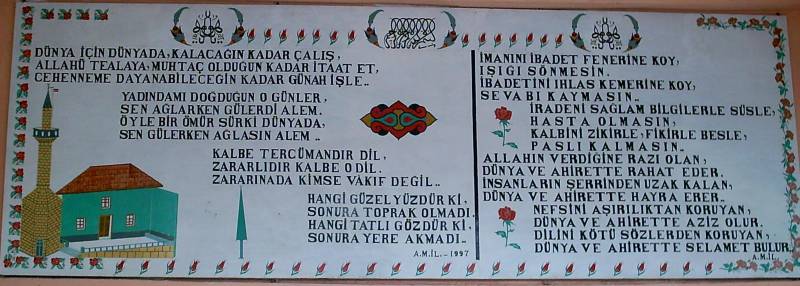 DÜNYA İÇİN DÜNYADA, KALACAĞIN KADAR ÇALIŞ,
ALLAHÜ TEALAYA, MUHTAÇ OLDUĞUN KADAR İTAAT ET,
CEHENNEME DAYANABİLECEĞİN KADAR GÜNAH İŞLE..
YADINDAMI DOĞDUĞUN O GÜNLER,
SEN AĞLARKEN GÜLERDİ ALEM.
ÖYLE BİR ÖMÜR SÜRKİ DÜNYADA,
SEN GÜLERKEN AĞLASIN ALEM..
KALBE TERCÜMANDIR DİL,
ZARARLIDIR KALBE O DİL.
ZARARINADA KİMSE VAKIF DEĞİL..
HANGİ GÜZEL YÜZDÜR Kİ,
SONURA TOPRAK OLMADI.
HANGİ TATLI GÖZDÜR Kİ,
SONURA YERE AKMADI..
A.M.İL.-1997
İMANINI İBADET FENERİNE KOY,
IŞIĞI SÖNMESİN.
İBADETİNİ İHLAS KEMERİNE KOY,
SEVABI KAYMASIN..
İRADENİ SAĞLAM BİLGİLERLE SÜSLE,
HASTA OLMASIN,
KALBİNİ ZİKİRLE, FİKİRLE BESLE,
PASLI KALMASIN..
ALLAHIN VERDİĞİNE RAZI OLAN,
DÜNYA VE AHİRETTE RAHAT EDER.
İNSANLARIN ŞERRİNDEN UZAK KALAN,
DÜNYA VE AHİRETTE HAYRA ERER..
NEFSİNİ AŞIRILIKTAN KORUYAN,
DÜNYA VE AHİRETTE AZİZ OLUR.
DİLİNİ KÖTÜ SÖZLERDEN KORUYAN,
DÜNYA VE AHİRETTE SELAMET BULUR.
A.M.İL.